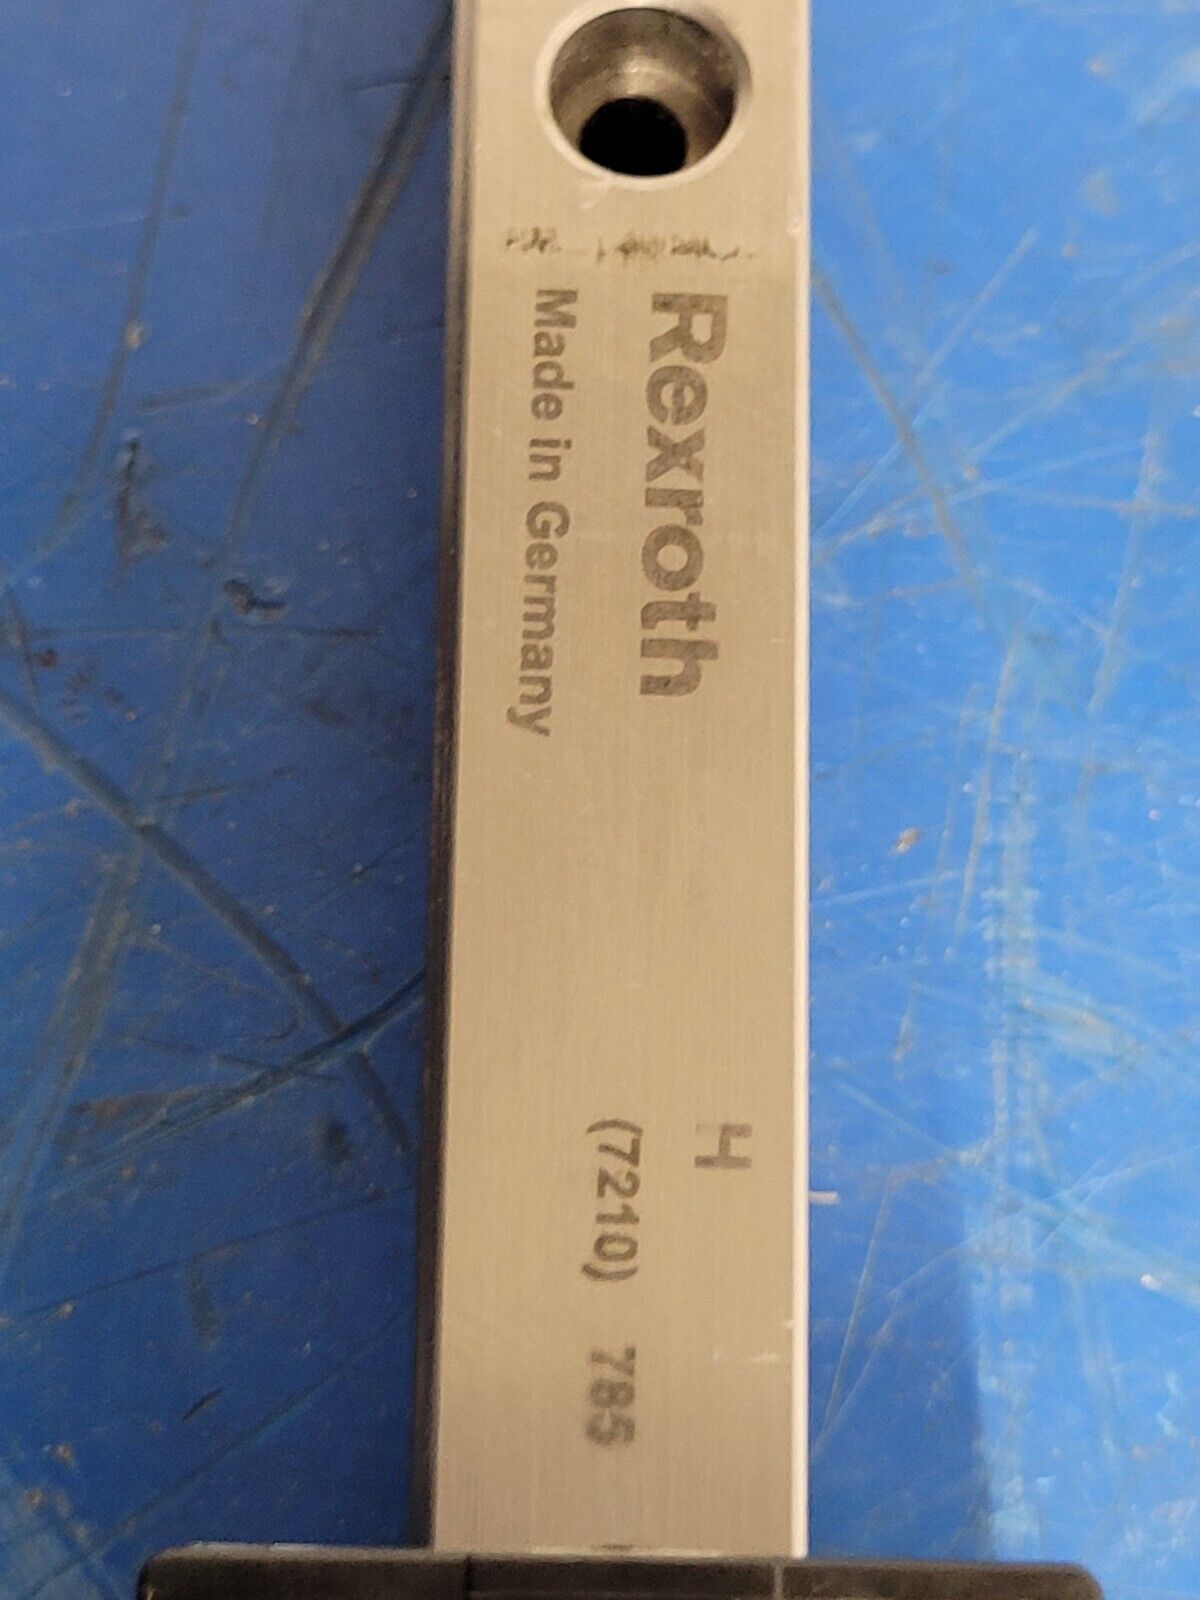 Rexroth
Made in Germany
H
(7210) 785